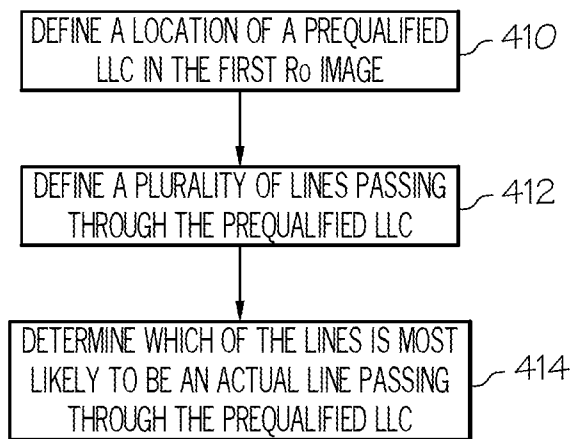 DEFINE A LOCATION OF A PREQUALIFIED
LLC IN THE FIRST R0 IMAGE
410
DEFINE A PLURALITY OF LINES PASSING
THROUGH THE PREQUALIFIED LLC
412
DETERMINE WHICH OF THE LINES IS MOST
LIKELY TO BE AN ACTUAL LINE PASSING
THROUGH THE PREQUALIFIED LLC
414